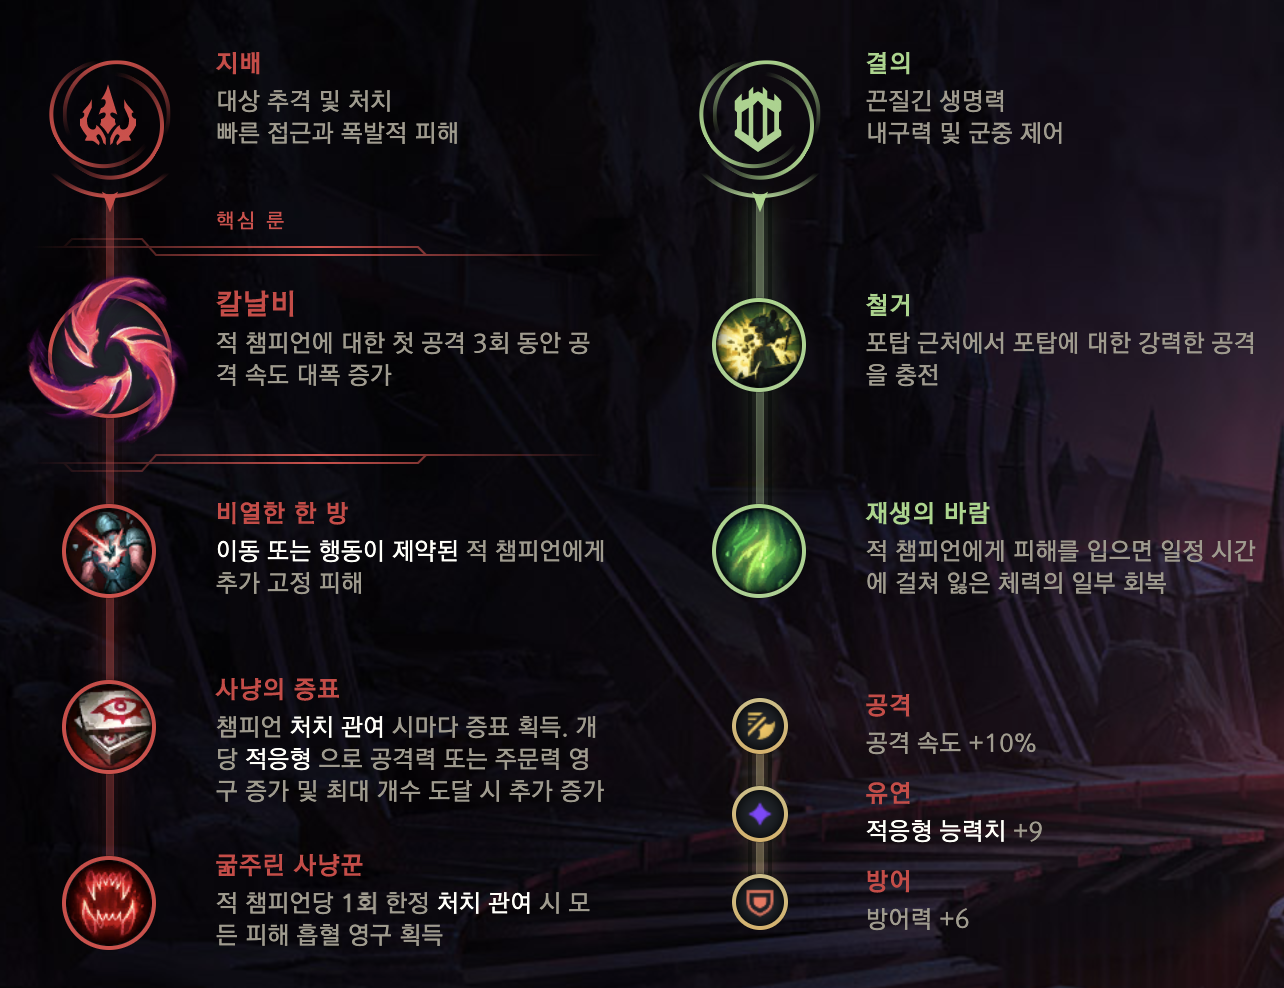 지배
대상 추격 및 처치
빠른 접근과 폭발적 피해
핵심 룬
칼날비
적 챔피언에 대한 첫 공격 3회 동안 공
격 속도 대폭 증가
비열한 한 방
이동 또는 행동이 제약된 적 챔피언에게
추가 고정 피해
사냥의 증표
챔피언 처치 관여 시마다 증표 획득. 개
당 적응형 으로 공격력 또는 주문력 영
구 증가 및 최대 개수 도달 시 추가 증가
굶주린 사냥꾼
적 챔피언당 1회 한정 처치 관여 시 모
든 피해 흡혈 영구 획득
결의
끈질긴 생명력
내구력 및 군중 제어
철거
포탑 근처에서 포탑에 대한 강력한 공격
을 충전
재생의 바람
적 챔피언에게 피해를 입으면 일정 시간
에 걸쳐 잃은 체력의 일부 회복
공격
공격 속도 +10%
유연
적응형 능력치 +9
방어
방어력 +6